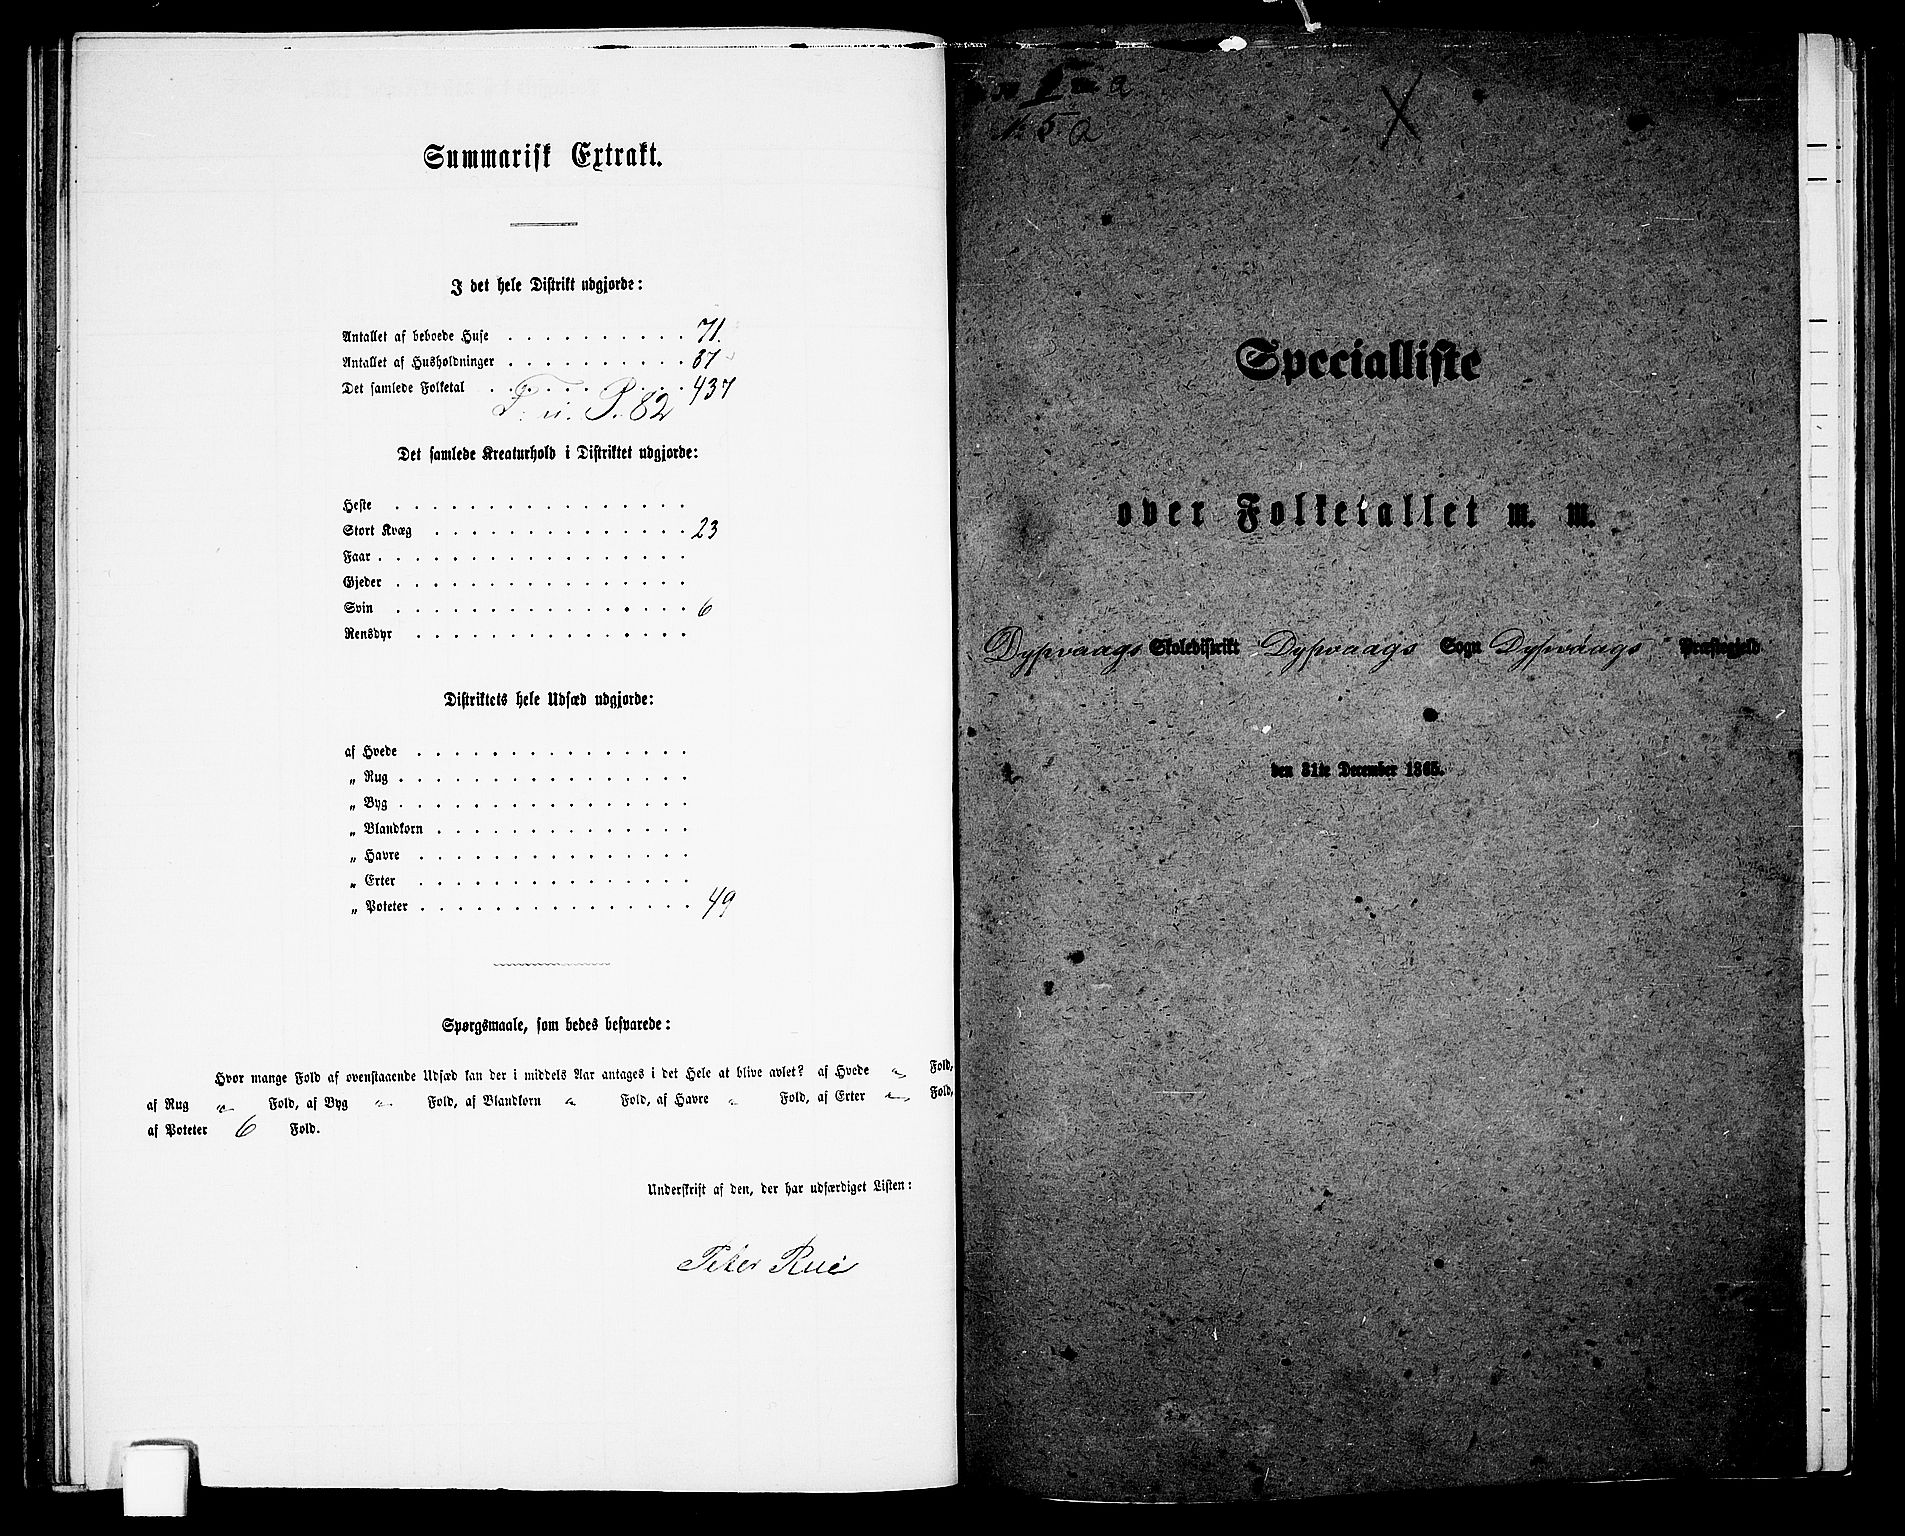 Summarisk Extrakt.
I det hele Distrikt udgjorde:
Antallet af beboede Huse . . . . . . . . . . 71.
Antallet af Husholdninger . . . . . . . . . . 87
Det samlede Folketal . . . . . . . . . . . 437
F. u. P. 82
Det samlede Kreaturhold i Distriktet udgjorde:
Heste . . . . . . . . . . . . . . . .
Stort Kvæg . . . . . . . . . . . . . . 23
Faar . . . . . . . . . . . . . . . . .
Gjeder . . . . . . . . . . . . . . . .
Svin . . . . . . . . . . . . . . . . 6
Rensdyr . . . . . . . . . . . . . . .
Distriktets hele Udsæd udgjorde:
af Hvede . . . . . . . . . . . . . . .
„ Rug . . . . . . . . . . . . . . . .
„ Byg . . . . . . . . . . . . . . . .
„ Blandkorn . . . . . . . . . . . . . .
„ Havre . . . . . . . . . . . . . . .
„ Erter . . . . . . . . . . . . . . .
„ Poteter . . . . . . . . . . . . . . . 49
Spørgsmaale, som bedes besvarede:
Hvor mange Fold af ovenstaaende Udsæd kan der i middels Aar antages i det Hele at blive avlet? af Hvede " Fold,
af Rug " Fold, af Byg " Fold, af Blandkorn " Fold, af Havre " Fold, af Erter " Fold,
af Poteter 6 Fold.
Underskrift af den, der har udfærdiget Listen:
Peter Rue
5 a
Specialliste
over Folketallet m. m.
Dypvaags Skoledistrikt Dypvaags Sogn Dypvaags Præstegjeld
den 31te December 1865.